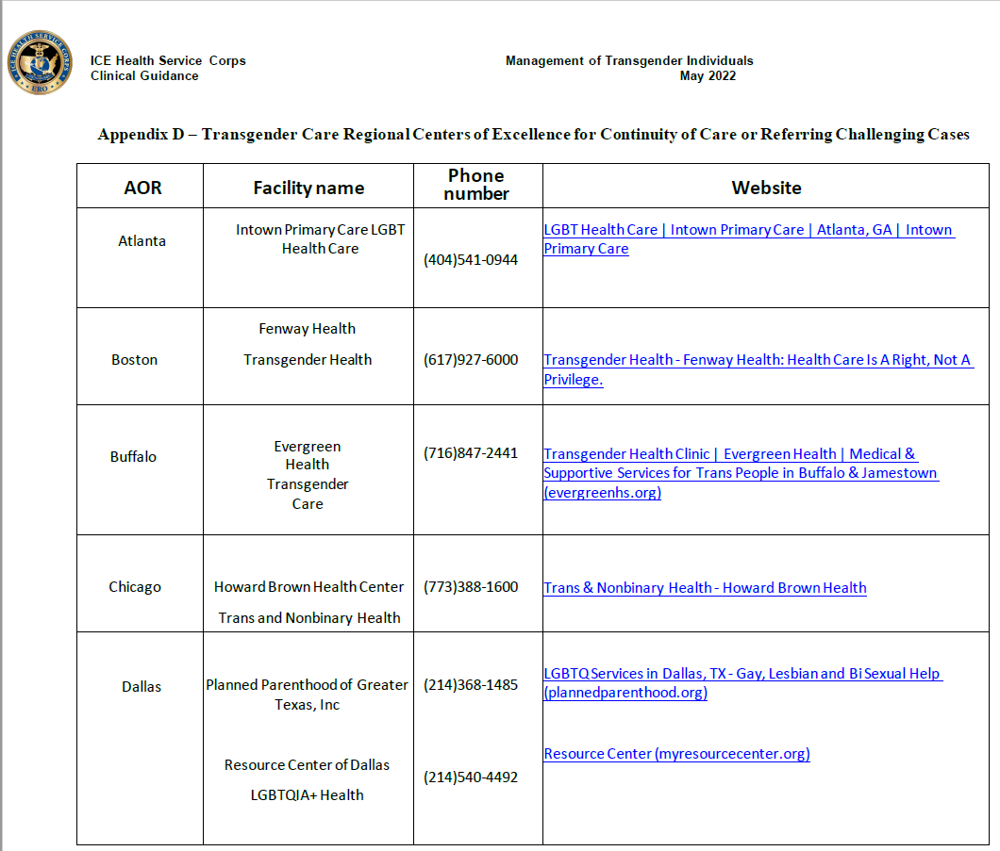 ICE HEALTH SERVICE CORPS
ERO
ICE Health Service Corps
Clinical Guidance
Management of Transgender Individuals
May 2022
Appendix D – Transgender Care Regional Centers of Excellence for Continuity of Care or Referring Challenging Cases
AOR
Facility name
Phone
number
Website
Atlanta
Intown Primary Care LGBT
Health Care
(404)541-0944
LGBT Health Care | Intown Primary Care | Atlanta, GA | Intown
Primary Care
Boston
Fenway Health
Transgender Health
(617)927-6000
Transgender Health - Fenway Health: Health Care Is A Right, Not A
Privilege.
Buffalo
Evergreen
Health
Transgender
Care
(716)847-2441
Transgender Health Clinic | Evergreen Health | Medical &
Supportive Services for Trans People in Buffalo & Jamestown
(evergreenhs.org)
Chicago
Howard Brown Health Center
Trans and Nonbinary Health
(773)388-1600
Trans & Nonbinary Health - Howard Brown Health
Dallas
Planned Parenthood of Greater
Texas, Inc
(214)368-1485
LGBTQ Services in Dallas, TX - Gay, Lesbian and Bi Sexual Help
(plannedparenthood.org)
Resource Center of Dallas
LGBTQIA+ Health
(214)540-4492
Resource Center (myresourcecenter.org)